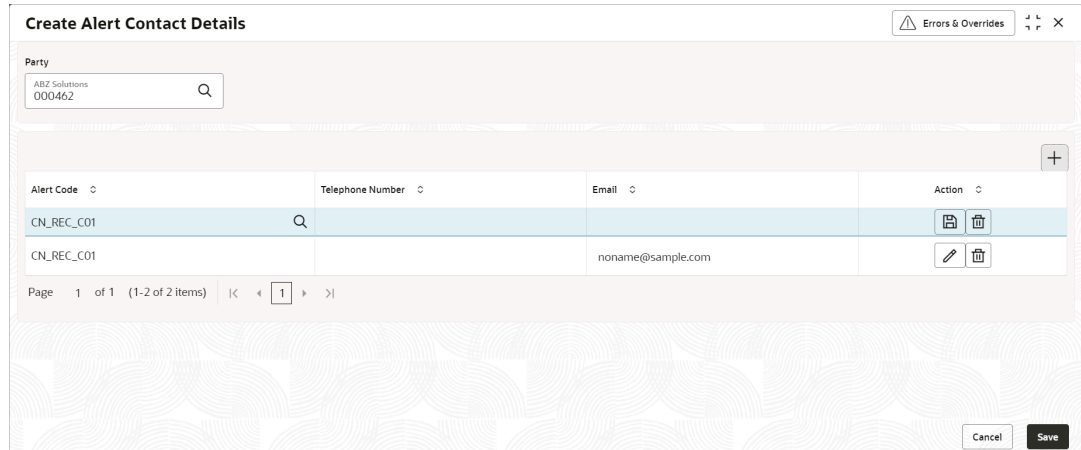 Create Alert Contact Details
Errors & Overrides
Party
ABZ Solutions
000462
Alert Code Telephone Number Email Action
CN_REC_C01
CN_REC_C01 noname@sample.com
Page 1 of 1 (1-2 of 2 items) 1
Cancel Save